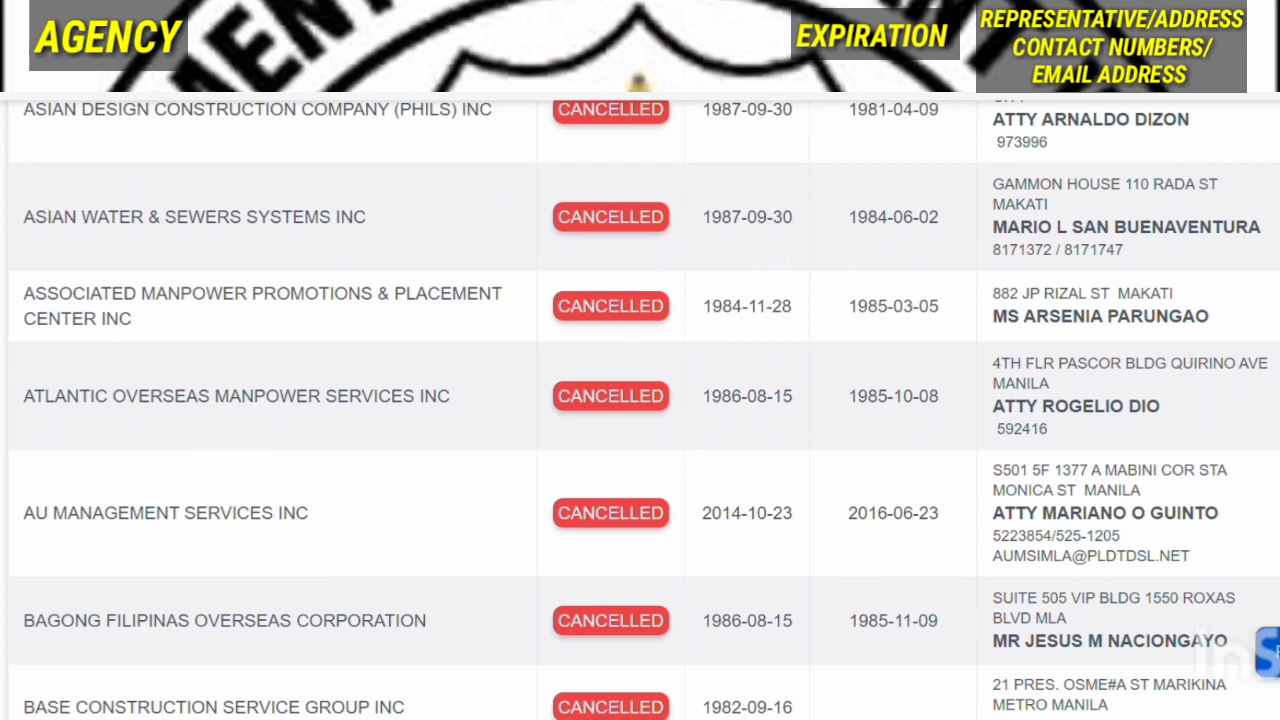 AGENCY
EXPIRATION
REPRESENTATIVE/ADDRESS
CONTACT NUMBERS/
EMAIL ADDRESS
ASIAN DESIGN CONSTRUCTION COMPANY (PHILS) INC
CANCELLED
1987-09-30
1981-04-09
ATTY ARNALDO DIZON
973996
ASIAN WATER & SEWERS SYSTEMS INC
CANCELLED
1987-09-30
1984-06-02
GAMMON HOUSE 110 RADA ST
MAKATI
MARIO L SAN BUENAVENTURA
8171372 / 8171747
ASSOCIATED MANPOWER PROMOTIONS & PLACEMENT
CENTER INC
CANCELLED
1984-11-28
1985-03-05
882 JP RIZAL ST MAKATI
MS ARSENIA PARUNGAO
ATLANTIC OVERSEAS MANPOWER SERVICES INC
CANCELLED
1986-08-15
1985-10-08
4TH FLR PASCOR BLDG QUIRINO AVE
MANILA
ATTY ROGELIO DIO
592416
AU MANAGEMENT SERVICES INC
CANCELLED
2014-10-23
2016-06-23
S501 5F 1377 A MABINI COR STA
MONICA ST MANILA
ATTY MARIANO O GUINTO
5223854/525-1205
AUMSIMLA@PLDTDSL.NET
BAGONG FILIPINAS OVERSEAS CORPORATION
CANCELLED
1986-08-15
1985-11-09
SUITE 505 VIP BLDG 1550 ROXAS
BLVD MLA
MR JESUS M NACIONGAYO
BASE CONSTRUCTION SERVICE GROUP INC
CANCELLED
1982-09-16
21 PRES. OSME#A ST MARIKINA
METRO MANILA